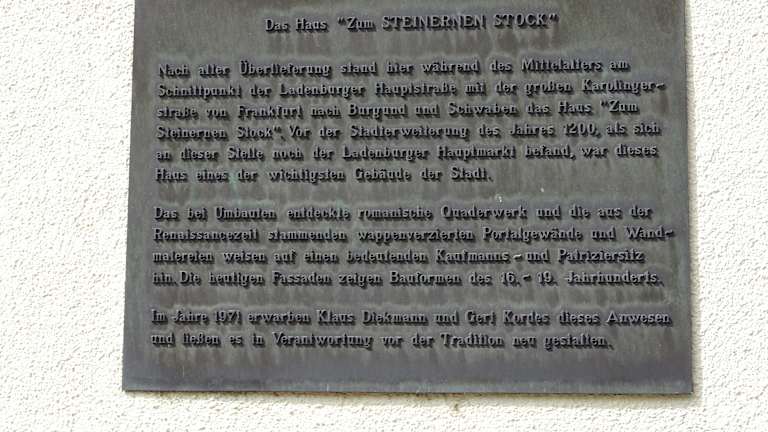 Das Haus "Zum STEINERNEN STOCK"
Nach alter Überlieferung stand hier während des Mittelalters am
Schnittpunkt der Ladenburger Hauptstraße mit der großen Karolinger-
straße von Frankfurt nach Burgund und Schwaben das Haus "Zum
Steinernen Stock". Vor der Stadterweiterung des Jahres 1200, als sich
an dieser Stelle noch der Ladenburger Hauptmarkt befand, war dieses
Haus eines der wichtigsten Gebäude der Stadt.
Das bei Umbauten entdeckte romanische Quaderwerk und die aus der
Renaissancezeit stammenden wappenverzierten Portalgewände und Wand-
malereien weisen auf einen bedeutenden Kaufmanns- und Patriziersitz
hin. Die heutigen Fassaden zeigen Bauformen des 16.- 19. Jahrhunderts.
Im Jahre 1971 erwarben Klaus Diekmann und Gert Kordes dieses Anwesen
und ließen es in Verantwortung vor der Tradition neu gestalten.